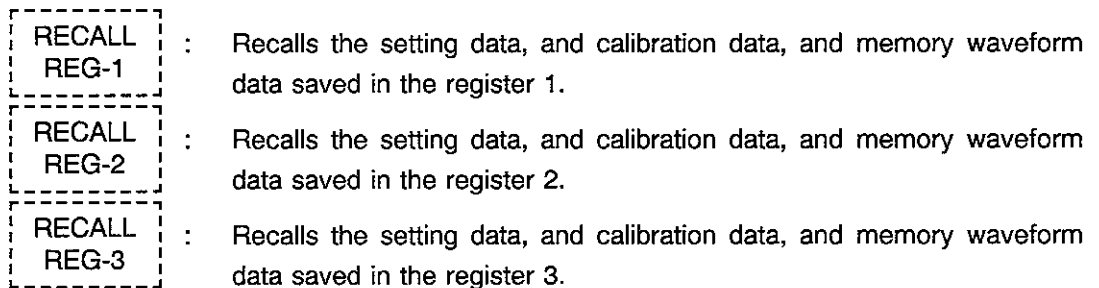 RECALL
REG-1
: Recalls the setting data, and calibration data, and memory waveform
data saved in the register 1.
RECALL
REG-2
: Recalls the setting data, and calibration data, and memory waveform
data saved in the register 2.
RECALL
REG-3
: Recalls the setting data, and calibration data, and memory waveform
data saved in the register 3.